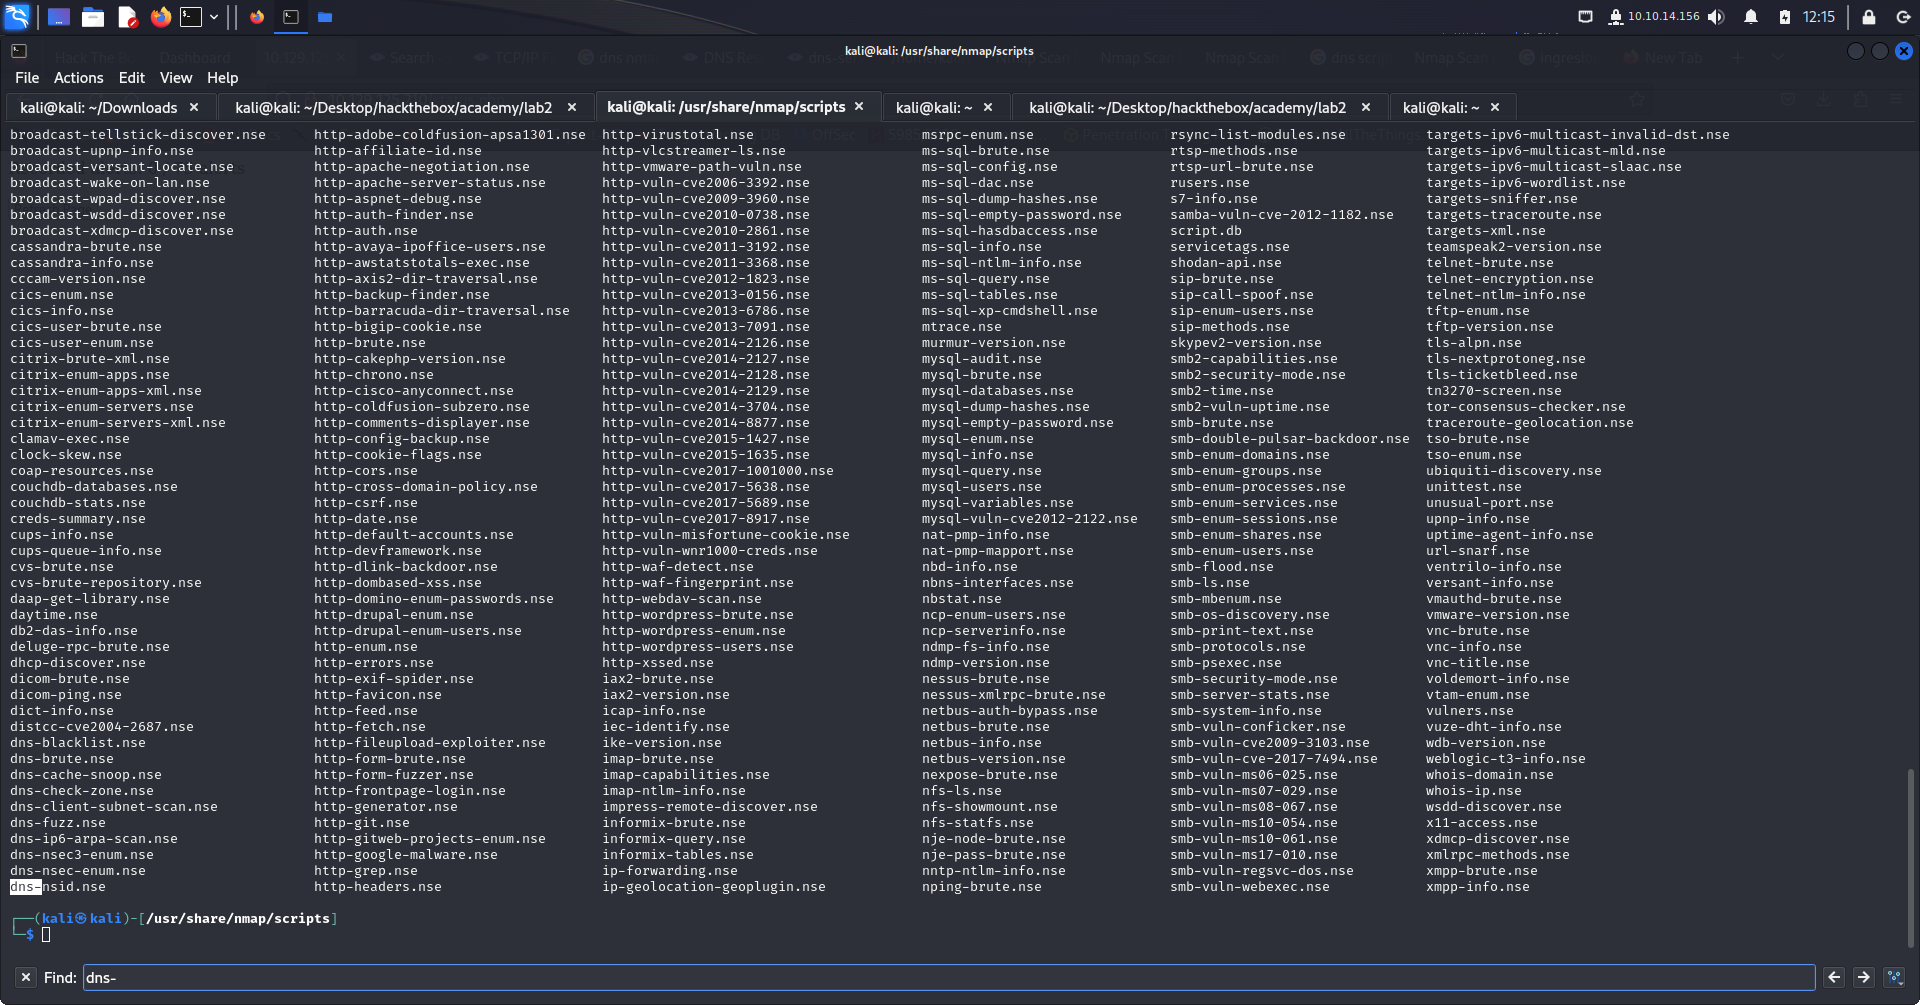 10.10.14.156 12:15
kali@kali: /usr/share/nmap/scripts
File Actions Edit View Help
kali@kali: ~/Downloads × kali@kali: ~/Desktop/hackthebox/academy/lab2 × kali@kali: /usr/share/nmap/scripts × kali@kali: ~ × kali@kali: ~/Desktop/hackthebox/academy/lab2 × kali@kali: ~ ×
broadcast-tellstick-discover.nse http-adobe-coldfusion-apsa1301.nse http-virustotal.nse msrpc-enum.nse rsync-list-modules.nse targets-ipv6-multicast-invalid-dst.nse
broadcast-upnp-info.nse http-affiliate-id.nse http-vlcstreamer-ls.nse ms-sql-brute.nse rtsp-methods.nse targets-ipv6-multicast-mld.nse
broadcast-versant-locate.nse http-apache-negotiation.nse http-vmware-path-vuln.nse ms-sql-config.nse rtsp-url-brute.nse targets-ipv6-multicast-slaac.nse
broadcast-wake-on-lan.nse http-apache-server-status.nse http-vuln-cve2006-3392.nse ms-sql-dac.nse rusers.nse targets-ipv6-wordlist.nse
broadcast-wpad-discover.nse http-aspnet-debug.nse http-vuln-cve2009-3960.nse ms-sql-dump-hashes.nse s7-info.nse targets-sniffer.nse
broadcast-wsdd-discover.nse http-auth-finder.nse http-vuln-cve2010-0738.nse ms-sql-empty-password.nse samba-vuln-cve-2012-1182.nse targets-traceroute.nse
broadcast-xdmcp-discover.nse http-auth.nse http-vuln-cve2010-2861.nse ms-sql-hasdbaccess.nse script.db targets-xml.nse
cassandra-brute.nse http-avaya-ipoffice-users.nse http-vuln-cve2011-3192.nse ms-sql-info.nse servicetags.nse teamspeak2-version.nse
cassandra-info.nse http-awstatstotals-exec.nse http-vuln-cve2011-3368.nse ms-sql-ntlm-info.nse shodan-api.nse telnet-brute.nse
cccam-version.nse http-axis2-dir-traversal.nse http-vuln-cve2012-1823.nse ms-sql-query.nse sip-brute.nse telnet-encryption.nse
cics-enum.nse http-backup-finder.nse http-vuln-cve2013-0156.nse ms-sql-tables.nse sip-call-spoof.nse telnet-ntlm-info.nse
cics-info.nse http-barracuda-dir-traversal.nse http-vuln-cve2013-6786.nse ms-sql-xp-cmdshell.nse sip-enum-users.nse tftp-enum.nse
cics-user-brute.nse http-bigip-cookie.nse http-vuln-cve2013-7091.nse mtrace.nse sip-methods.nse tftp-version.nse
cics-user-enum.nse http-brute.nse http-vuln-cve2014-2126.nse murmur-version.nse skypev2-version.nse tls-alpn.nse
citrix-brute-xml.nse http-cakephp-version.nse http-vuln-cve2014-2127.nse mysql-audit.nse smb2-capabilities.nse tls-nextprotoneg.nse
citrix-enum-apps.nse http-chrono.nse http-vuln-cve2014-2128.nse mysql-brute.nse smb2-security-mode.nse tls-ticketbleed.nse
citrix-enum-apps-xml.nse http-cisco-anyconnect.nse http-vuln-cve2014-2129.nse mysql-databases.nse smb2-time.nse tn3270-screen.nse
citrix-enum-servers.nse http-coldfusion-subzero.nse http-vuln-cve2014-3704.nse mysql-dump-hashes.nse smb2-vuln-uptime.nse tor-consensus-checker.nse
citrix-enum-servers-xml.nse http-comments-displayer.nse http-vuln-cve2014-8877.nse mysql-empty-password.nse smb-brute.nse traceroute-geolocation.nse
clamav-exec.nse http-config-backup.nse http-vuln-cve2015-1427.nse mysql-enum.nse smb-double-pulsar-backdoor.nse tso-brute.nse
clock-skew.nse http-cookie-flags.nse http-vuln-cve2015-1635.nse mysql-info.nse smb-enum-domains.nse tso-enum.nse
coap-resources.nse http-cors.nse http-vuln-cve2017-1001000.nse mysql-query.nse smb-enum-groups.nse ubiquiti-discovery.nse
couchdb-databases.nse http-cross-domain-policy.nse http-vuln-cve2017-5638.nse mysql-users.nse smb-enum-processes.nse unittest.nse
couchdb-stats.nse http-csrf.nse http-vuln-cve2017-5689.nse mysql-variables.nse smb-enum-services.nse unusual-port.nse
creds-summary.nse http-date.nse http-vuln-cve2017-8917.nse mysql-vuln-cve2012-2122.nse smb-enum-sessions.nse upnp-info.nse
cups-info.nse http-default-accounts.nse http-vuln-misfortune-cookie.nse nat-pmp-info.nse smb-enum-shares.nse uptime-agent-info.nse
cups-queue-info.nse http-devframework.nse http-vuln-wnr1000-creds.nse nat-pmp-mapport.nse smb-enum-users.nse url-snarf.nse
cvs-brute.nse http-dlink-backdoor.nse http-waf-detect.nse nbd-info.nse smb-flood.nse ventrilo-info.nse
cvs-brute-repository.nse http-dombased-xss.nse http-waf-fingerprint.nse nbns-interfaces.nse smb-ls.nse versant-info.nse
daap-get-library.nse http-domino-enum-passwords.nse http-webdav-scan.nse nbstat.nse smb-mbenum.nse vmauthd-brute.nse
daytime.nse http-drupal-enum.nse http-wordpress-brute.nse ncp-enum-users.nse smb-os-discovery.nse vmware-version.nse
db2-das-info.nse http-drupal-enum-users.nse http-wordpress-enum.nse ncp-serverinfo.nse smb-print-text.nse vnc-brute.nse
deluge-rpc-brute.nse http-enum.nse http-wordpress-users.nse ndmp-fs-info.nse smb-protocols.nse vnc-info.nse
dhcp-discover.nse http-errors.nse http-xssed.nse ndmp-version.nse smb-psexec.nse vnc-title.nse
dicom-brute.nse http-exif-spider.nse iax2-brute.nse nessus-brute.nse smb-security-mode.nse voldemort-info.nse
dicom-ping.nse http-favicon.nse iax2-version.nse nessus-xmlrpc-brute.nse smb-server-stats.nse vtam-enum.nse
dict-info.nse http-feed.nse icap-info.nse netbus-auth-bypass.nse smb-system-info.nse vulners.nse
distcc-cve2004-2687.nse http-fetch.nse iec-identify.nse netbus-brute.nse smb-vuln-conficker.nse vuze-dht-info.nse
dns-blacklist.nse http-fileupload-exploiter.nse ike-version.nse netbus-info.nse smb-vuln-cve2009-3103.nse wdb-version.nse
dns-brute.nse http-form-brute.nse imap-brute.nse netbus-version.nse smb-vuln-cve-2017-7494.nse weblogic-t3-info.nse
dns-cache-snoop.nse http-form-fuzzer.nse imap-capabilities.nse nexpose-brute.nse smb-vuln-ms06-025.nse whois-domain.nse
dns-check-zone.nse http-frontpage-login.nse imap-ntlm-info.nse nfs-ls.nse smb-vuln-ms07-029.nse whois-ip.nse
dns-client-subnet-scan.nse http-generator.nse impress-remote-discover.nse nfs-showmount.nse smb-vuln-ms08-067.nse wsdd-discover.nse
dns-fuzz.nse http-git.nse informix-brute.nse nfs-statfs.nse smb-vuln-ms10-054.nse x11-access.nse
dns-ip6-arpa-scan.nse http-gitweb-projects-enum.nse informix-query.nse nje-node-brute.nse smb-vuln-ms10-061.nse xdmcp-discover.nse
dns-nsec3-enum.nse http-google-malware.nse informix-tables.nse nje-pass-brute.nse smb-vuln-ms17-010.nse xmlrpc-methods.nse
dns-nsec-enum.nse http-grep.nse ip-forwarding.nse nntp-ntlm-info.nse smb-vuln-regsvc-dos.nse xmpp-brute.nse
dns-nsid.nse http-headers.nse ip-geolocation-geoplugin.nse nping-brute.nse smb-vuln-webexec.nse xmpp-info.nse
┌──(kali㉿kali)-[/usr/share/nmap/scripts]
└─$
× Find: dns-